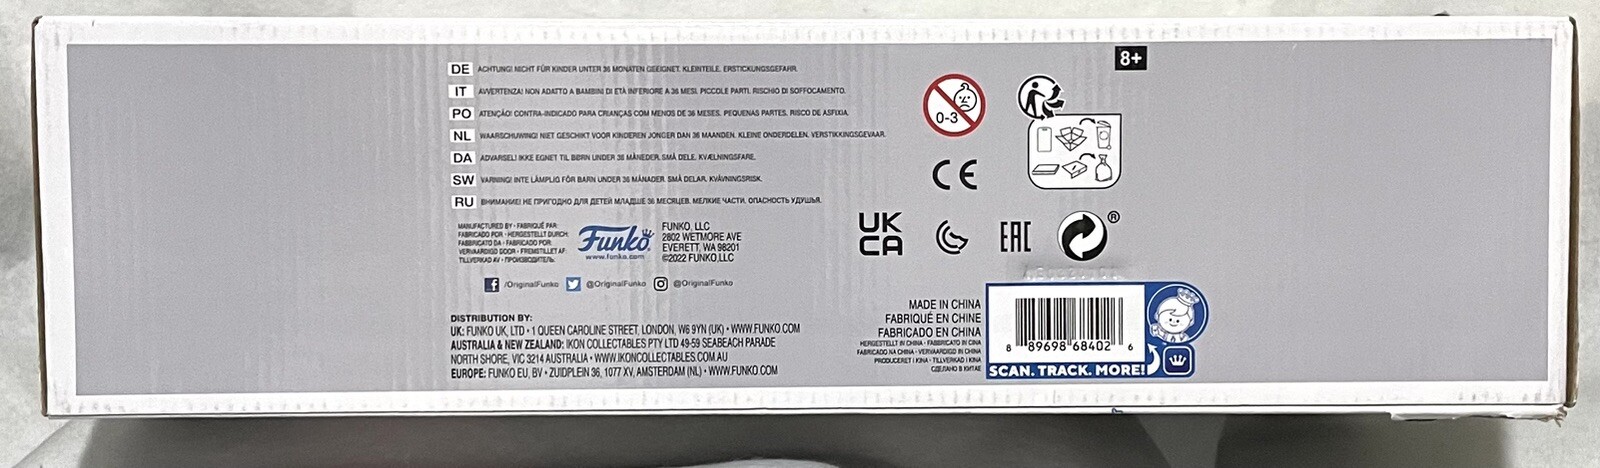 8+
DE ACHTUNG! NICHT FÜR KINDER UNTER 36 MONATEN GEEIGNET. KLEINTEILE. ERSTICKUNGSGEFAHR.
IT AVVERTENZA! NON ADATTO A BAMBINI DI ETÀ INFERIORE A 36 MESI. PICCOLE PARTI. RISCHIO DI SOFFOCAMENTO.
PO ATENÇÃO! CONTRA-INDICADO PARA CRIANÇAS COM MENOS DE 36 MESES. PEQUENAS PARTES. RISCO DE ASFIXIA.
NL WAARSCHUWING! NIET GESCHIKT VOOR KINDEREN JONGER DAN 36 MAANDEN. KLEINE ONDERDELEN. VERSTIKKINGSGEVAAR.
DA ADVARSEL! IKKE EGNET TIL BØRN UNDER 36 MÅNEDER. SMÅ DELE. KVÆLNINGSFARE.
SW VARNING! INTE LÄMPLIG FÖR BARN UNDER 36 MÅNADER. SMÅ DELAR. KVÄVNINGSRISK.
RU ВНИМАНИЕ! НЕ ПРИГОДНО ДЛЯ ДЕТЕЙ МЛАДШЕ 36 МЕСЯЦЕВ. МЕЛКИЕ ЧАСТИ. ОПАСНОСТЬ УДУШЬЯ.
MANUFACTURED BY • FABRIQUÉ PAR:
FABRICADO POR • HERGESTELLT DURCH:
FABBRICATO DA • FABRICADO POR:
VERVAARDIGD DOOR • FREMSTILLET AF:
TILLVERKAD AV • ПРОИЗВОДИТЕЛЬ:
Funko®
www.funko.com
FUNKO, LLC
2802 WETMORE AVE
EVERETT, WA 98201
©2022 FUNKO,LLC
/OriginalFunko @OriginalFunko @OriginalFunko
DISTRIBUTION BY:
UK: FUNKO UK, LTD • 1 QUEEN CAROLINE STREET, LONDON, W6 9YN (UK) • WWW.FUNKO.COM
AUSTRALIA & NEW ZEALAND: IKON COLLECTABLES PTY LTD 49-59 SEABEACH PARADE
NORTH SHORE, VIC 3214 AUSTRALIA • WWW.IKONCOLLECTABLES.COM.AU
EUROPE: FUNKO EU, BV • ZUIDPLEIN 36, 1077 XV, AMSTERDAM (NL) • WWW.FUNKO.COM
0-3
CE
UK
CA
EAC
®
MADE IN CHINA
FABRIQUÉ EN CHINE
FABRICADO EN CHINA
HERGESTELLT IN CHINA • FABBRICATO IN CINA
FABRICADO NA CHINA • VERVAARDIGD IN CHINA
PRODUCERET I KINA • TILLVERKAD I KINA
СДЕЛАНО В КИТАЕ
8 89698 68402 6
SCAN. TRACK. MORE!